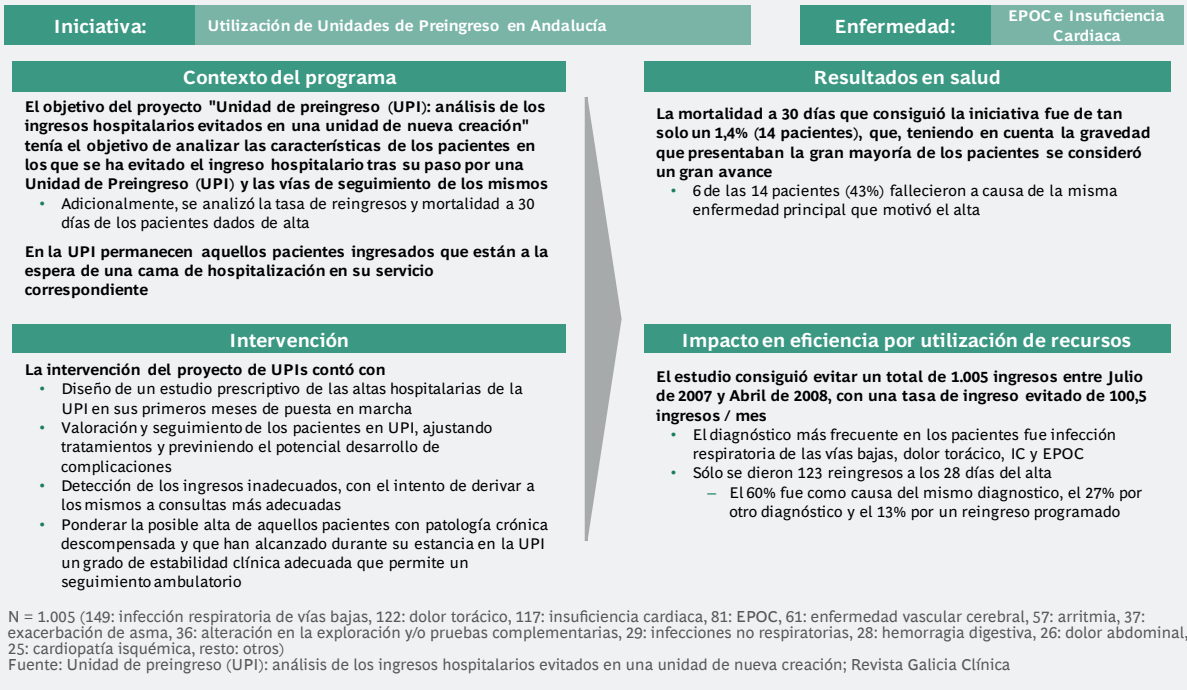 Iniciativa:
Utilización de Unidades de Preingreso en Andalucía
Enfermedad:
EPOC e Insuficiencia
Cardiaca
Contexto del programa
El objetivo del proyecto "Unidad de preingreso (UPI): análisis de los
ingresos hospitalarios evitados en una unidad de nueva creación"
tenía el objetivo de analizar las características de los pacientes en
los que se ha evitado el ingreso hospitalario tras su paso por una
Unidad de Preingreso (UPI) y las vías de seguimiento de los mismos
• Adicionalmente, se analizó la tasa de reingresos y mortalidad a 30
días de los pacientes dados de alta
En la UPI permanecen aquellos pacientes ingresados que están a la
espera de una cama de hospitalización en su servicio
correspondiente
Intervención
La intervención del proyecto de UPIs contó con
• Diseño de un estudio prescriptivo de las altas hospitalarias de la
UPI en sus primeros meses de puesta en marcha
• Valoración y seguimiento de los pacientes en UPI, ajustando
tratamientos y previniendo el potencial desarrollo de
complicaciones
• Detección de los ingresos inadecuados, con el intento de derivar a
los mismos a consultas más adecuadas
• Ponderar la posible alta de aquellos pacientes con patología crónica
descompensada y que han alcanzado durante su estancia en la UPI
un grado de estabilidad clínica adecuada que permite un
seguimiento ambulatorio
Resultados en salud
La mortalidad a 30 días que consiguió la iniciativa fue de tan
solo un 1,4% (14 pacientes), que, teniendo en cuenta la gravedad
que presentaban la gran mayoría de los pacientes se consideró
un gran avance
• 6 de las 14 pacientes (43%) fallecieron a causa de la misma
enfermedad principal que motivó el alta
Impacto en eficiencia por utilización de recursos
El estudio consiguió evitar un total de 1.005 ingresos entre Julio
de 2007 y Abril de 2008, con una tasa de ingreso evitado de 100,5
ingresos / mes
• El diagnóstico más frecuente en los pacientes fue infección
respiratoria de las vías bajas, dolor torácico, IC y EPOC
• Sólo se dieron 123 reingresos a los 28 días del alta
– El 60% fue como causa del mismo diagnostico, el 27% por
otro diagnóstico y el 13% por un reingreso programado
N = 1.005 (149: infección respiratoria de vías bajas, 122: dolor torácico, 117: insuficiencia cardiaca, 81: EPOC, 61: enfermedad vascular cerebral, 57: arritmia, 37:
exacerbación de asma, 36: alteración en la exploración y/o pruebas complementarias, 29: infecciones no respiratorias, 28: hemorragia digestiva, 26: dolor abdominal,
25: cardiopatía isquémica, resto: otros)
Fuente: Unidad de preingreso (UPI): análisis de los ingresos hospitalarios evitados en una unidad de nueva creación; Revista Galicia Clínica